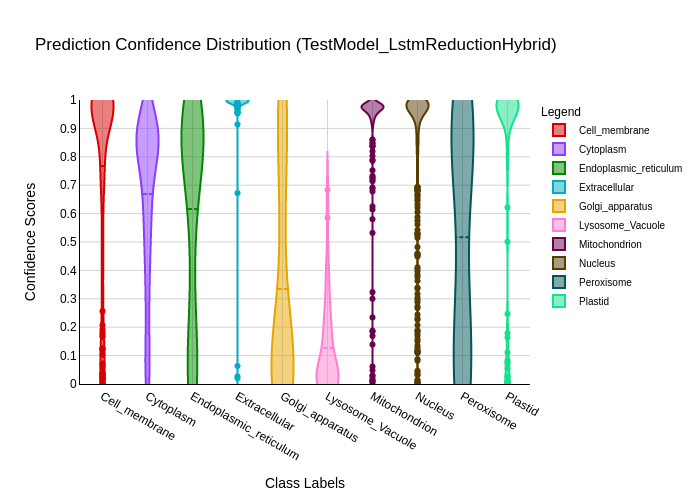 Prediction Confidence Distribution (TestModel_LstmReductionHybrid)
Legend
Cell_membrane
Cytoplasm
Endoplasmic_reticulum
Extracellular
Golgi_apparatus
Lysosome_Vacuole
Mitochondrion
Nucleus
Peroxisome
Plastid
Confidence Scores
1
0.9
0.8
0.7
0.6
0.5
0.4
0.3
0.2
0.1
0
Cell_membrane
Cytoplasm
Endoplasmic_reticulum
Extracellular
Golgi_apparatus
Lysosome_Vacuole
Mitochondrion
Nucleus
Peroxisome
Plastid
Class Labels